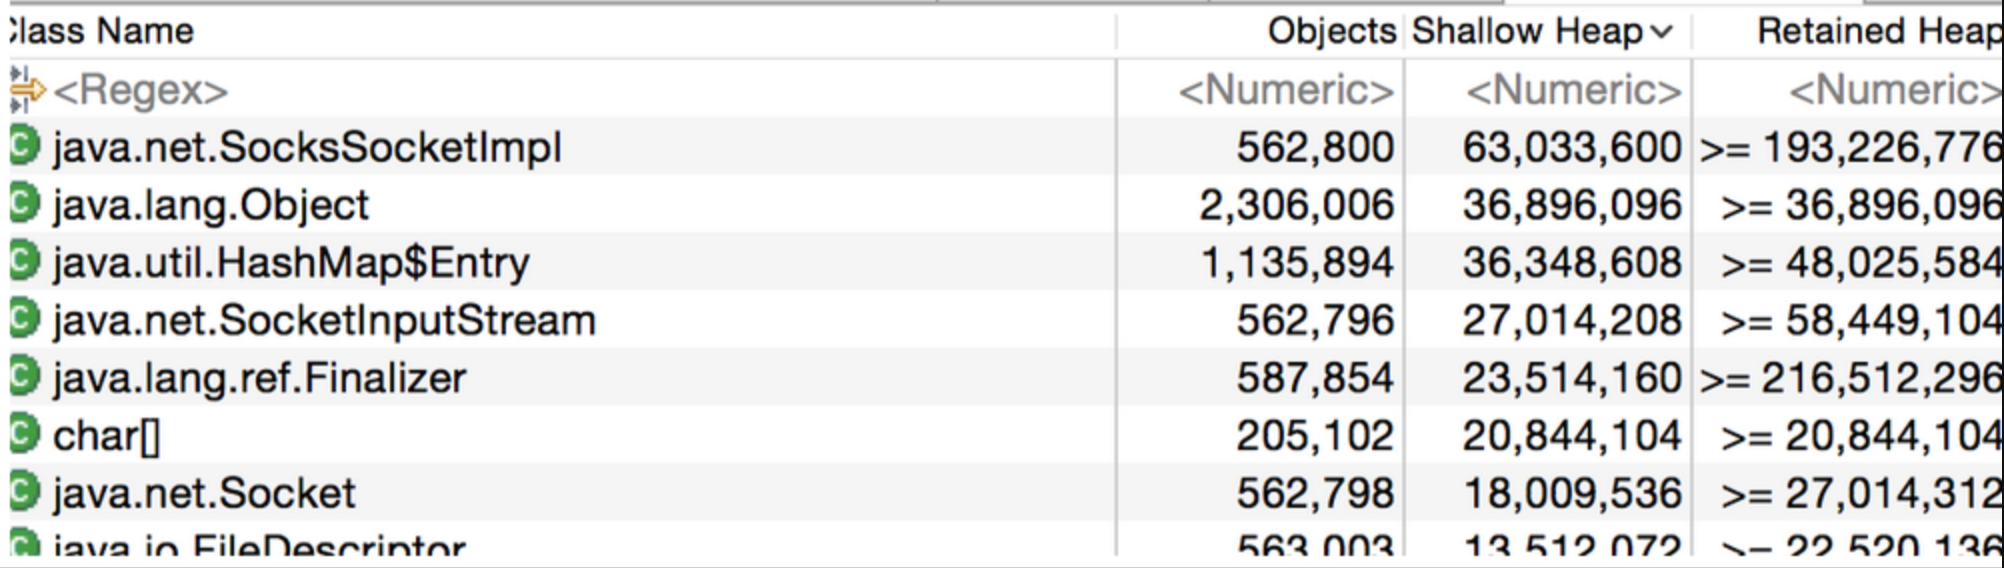 Class Name Objects Shallow Heap Retained Heap
<Regex> <Numeric> <Numeric> <Numeric>
java.net.SocksSocketImpl 562,800 63,033,600 >= 193,226,776
java.lang.Object 2,306,006 36,896,096 >= 36,896,096
java.util.HashMap$Entry 1,135,894 36,348,608 >= 48,025,584
java.net.SocketInputStream 562,796 27,014,208 >= 58,449,104
java.lang.ref.Finalizer 587,854 23,514,160 >= 216,512,296
char[] 205,102 20,844,104 >= 20,844,104
java.net.Socket 562,798 18,009,536 >= 27,014,312
java.io.FileDescriptor 563,003 13,512,072 >= 22,520,136